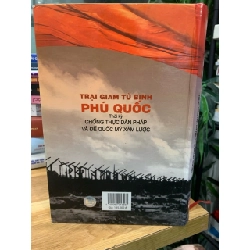 TRẠI GIAM TÙ BINH
PHÚ QUỐC
Thời kỳ
CHỐNG THỰC DÂN PHÁP
VÀ ĐẾ QUỐC MỸ XÂM LƯỢC